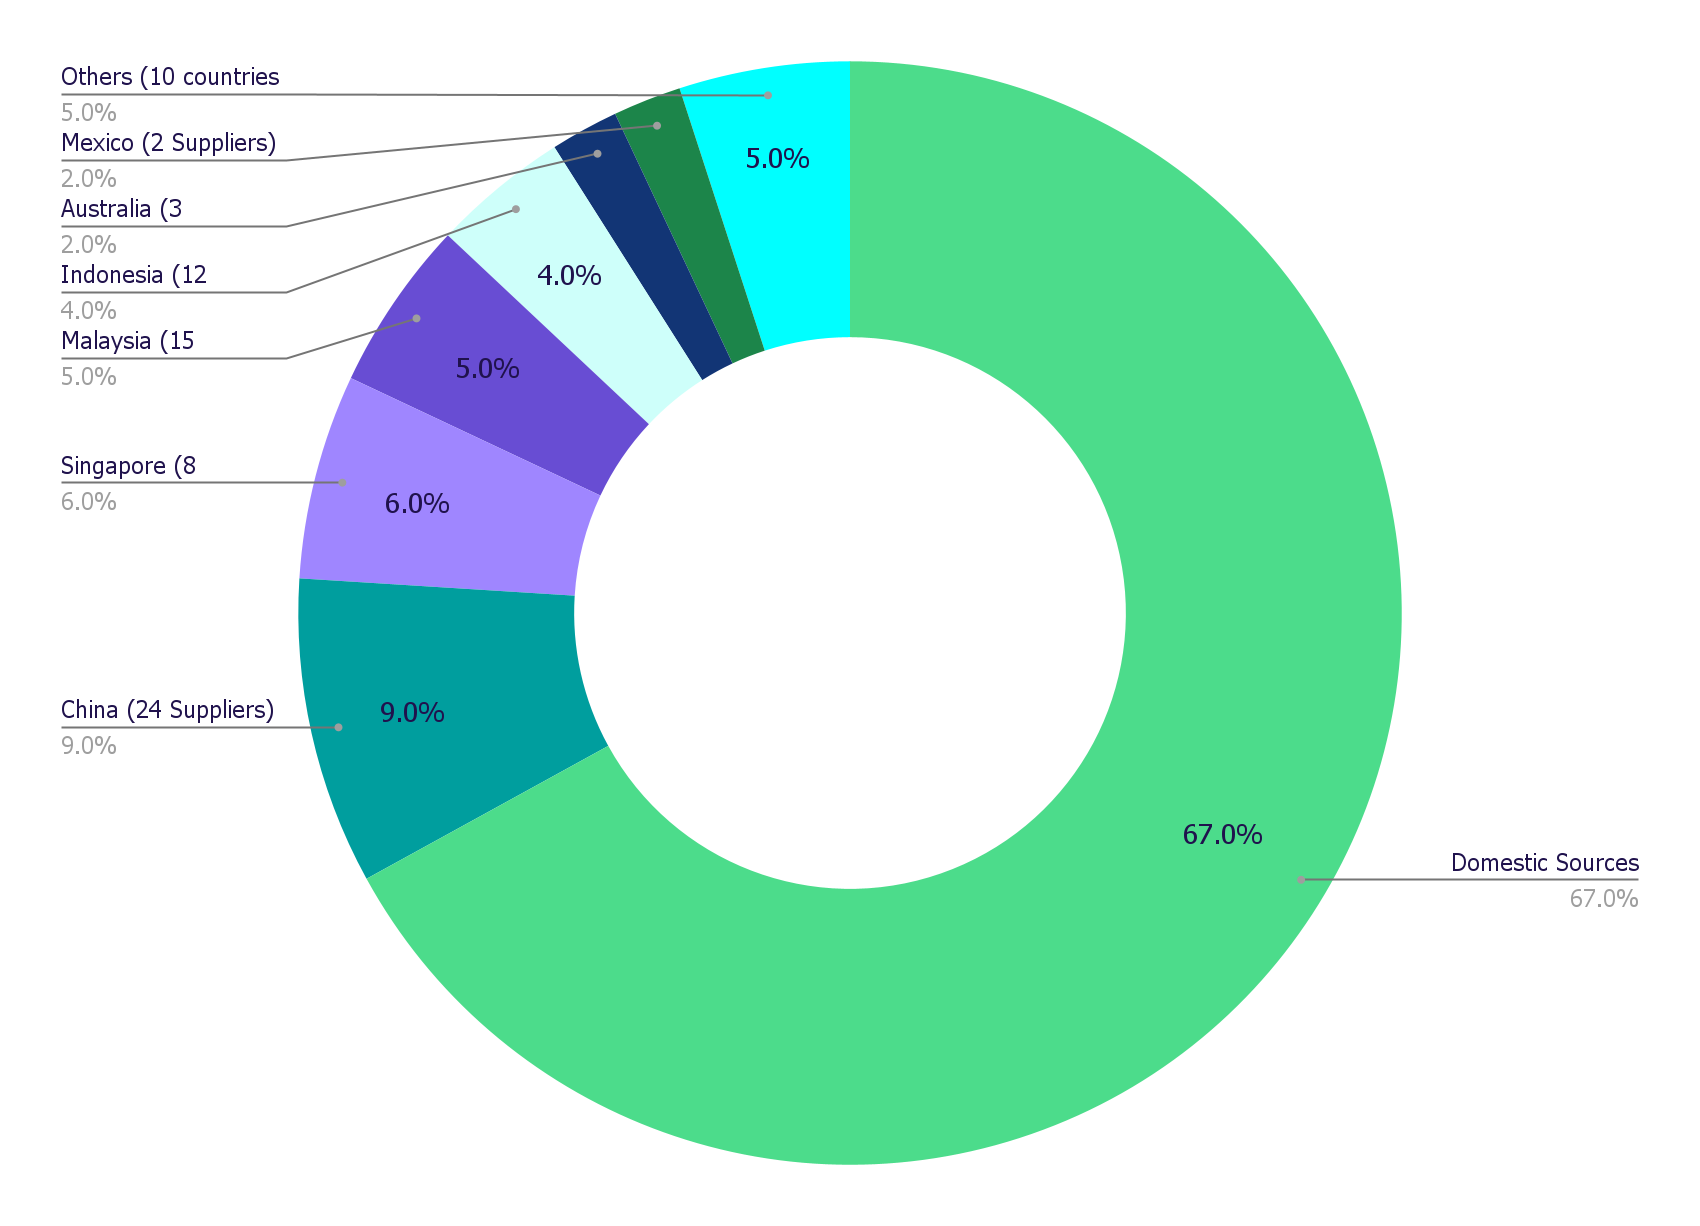 Others (10 countries
5.0%
Mexico (2 Suppliers)
2.0%
Australia (3
2.0%
Indonesia (12
4.0%
Malaysia (15
5.0%
Singapore (8
6.0%
China (24 Suppliers)
9.0%
5.0%
4.0%
5.0%
6.0%
9.0%
67.0%
Domestic Sources
67.0%